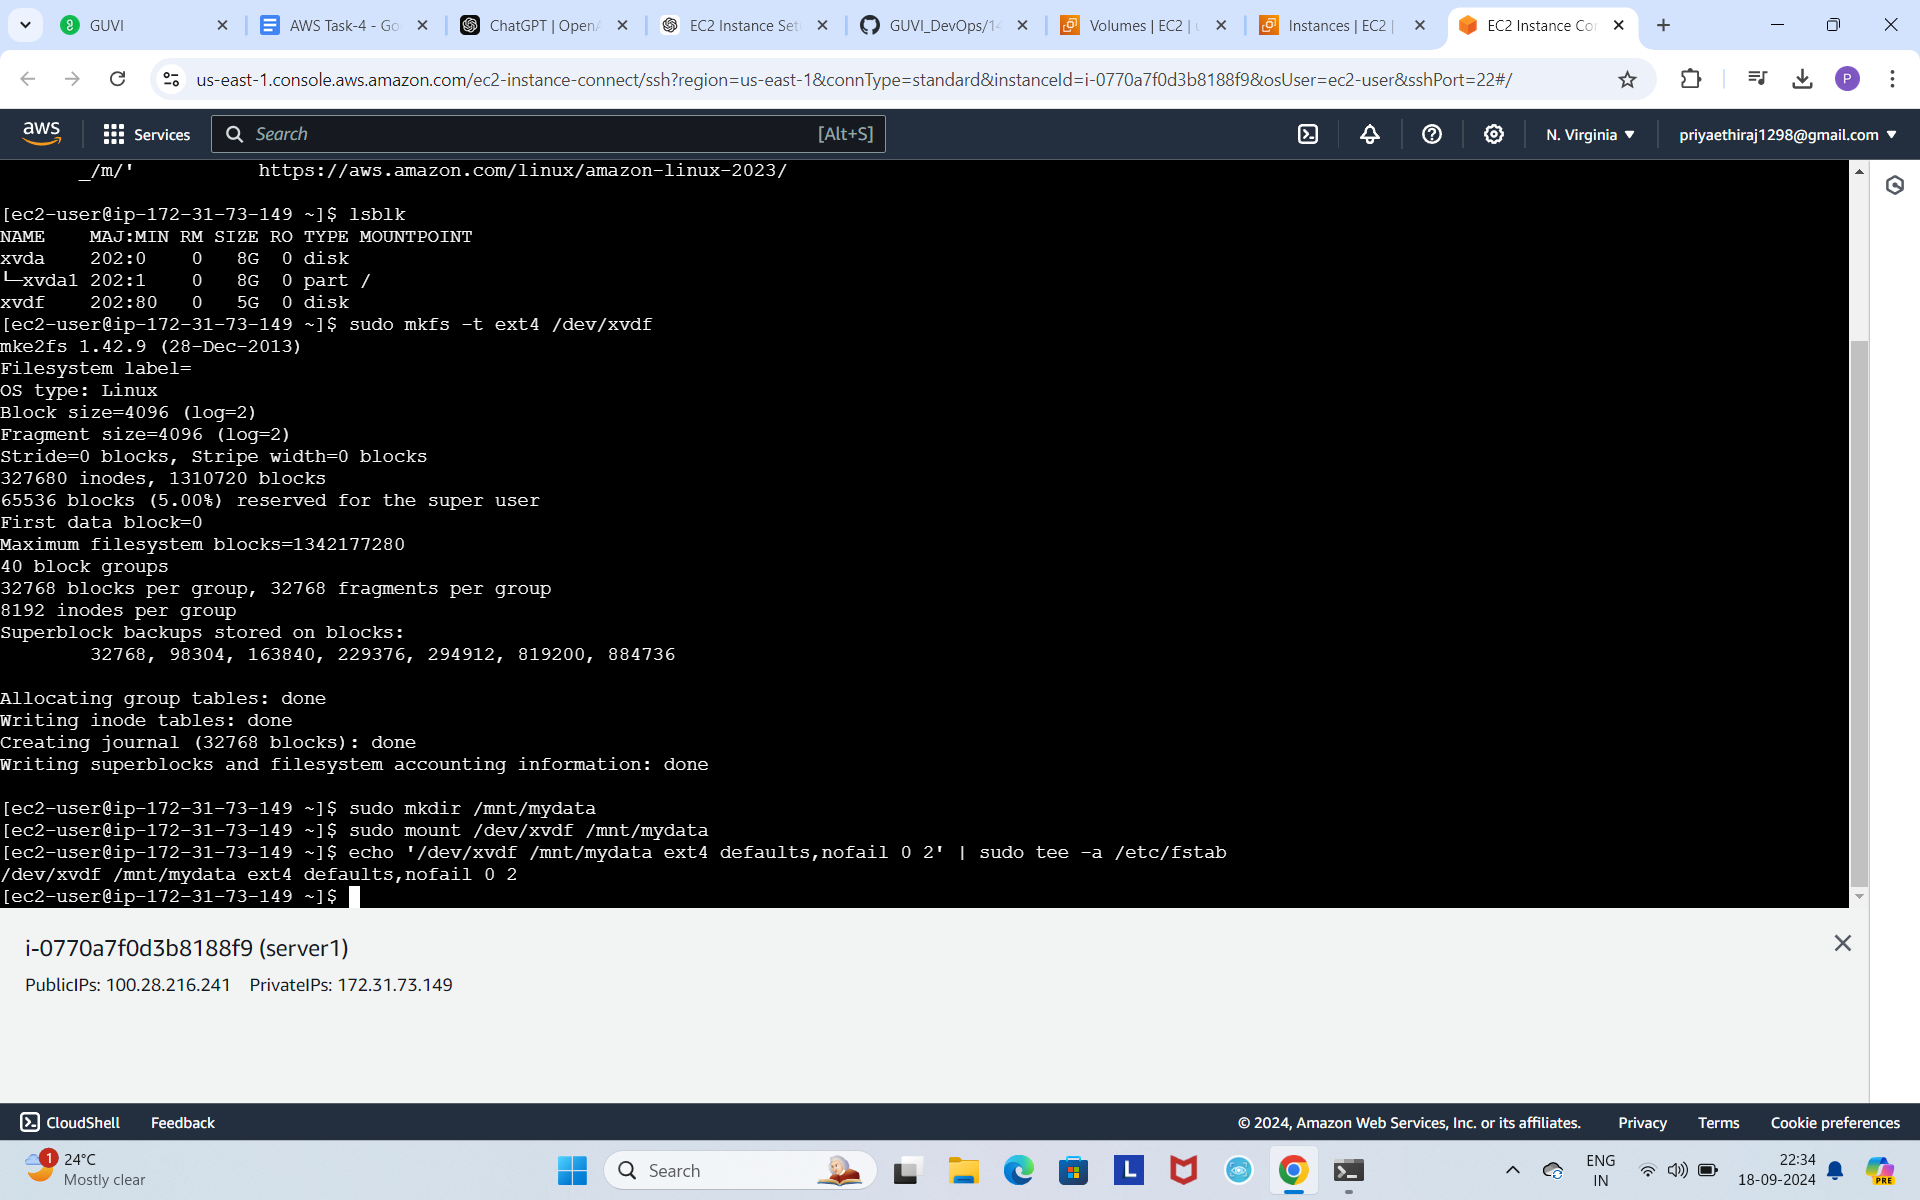 GUVI
AWS Task-4 - Go
ChatGPT | OpenA
EC2 Instance Set
GUVI_DevOps/14
Volumes | EC2 | u
Instances | EC2 |
EC2 Instance Co
us-east-1.console.aws.amazon.com/ec2-instance-connect/ssh?region=us-east-1&connType=standard&instanceId=i-0770a7f0d3b8188f9&osUser=ec2-user&sshPort=22#/
P
aws
Services
Search
[Alt+S]
N. Virginia
priyaethiraj1298@gmail.com
_/m/' https://aws.amazon.com/linux/amazon-linux-2023/
[ec2-user@ip-172-31-73-149 ~]$ lsblk
NAME MAJ:MIN RM SIZE RO TYPE MOUNTPOINT
xvda 202:0 0 8G 0 disk
└─xvda1 202:1 0 8G 0 part /
xvdf 202:80 0 5G 0 disk
[ec2-user@ip-172-31-73-149 ~]$ sudo mkfs -t ext4 /dev/xvdf
mke2fs 1.42.9 (28-Dec-2013)
Filesystem label=
OS type: Linux
Block size=4096 (log=2)
Fragment size=4096 (log=2)
Stride=0 blocks, Stripe width=0 blocks
327680 inodes, 1310720 blocks
65536 blocks (5.00%) reserved for the super user
First data block=0
Maximum filesystem blocks=1342177280
40 block groups
32768 blocks per group, 32768 fragments per group
8192 inodes per group
Superblock backups stored on blocks:
32768, 98304, 163840, 229376, 294912, 819200, 884736
Allocating group tables: done
Writing inode tables: done
Creating journal (32768 blocks): done
Writing superblocks and filesystem accounting information: done
[ec2-user@ip-172-31-73-149 ~]$ sudo mkdir /mnt/mydata
[ec2-user@ip-172-31-73-149 ~]$ sudo mount /dev/xvdf /mnt/mydata
[ec2-user@ip-172-31-73-149 ~]$ echo '/dev/xvdf /mnt/mydata ext4 defaults,nofail 0 2' | sudo tee -a /etc/fstab
/dev/xvdf /mnt/mydata ext4 defaults,nofail 0 2
[ec2-user@ip-172-31-73-149 ~]$
i-0770a7f0d3b8188f9 (server1)
PublicIPs: 100.28.216.241 PrivateIPs: 172.31.73.149
CloudShell
Feedback
© 2024, Amazon Web Services, Inc. or its affiliates.
Privacy
Terms
Cookie preferences
1
24°C
Mostly clear
Search
L
PRE
ENG
IN
22:34
18-09-2024